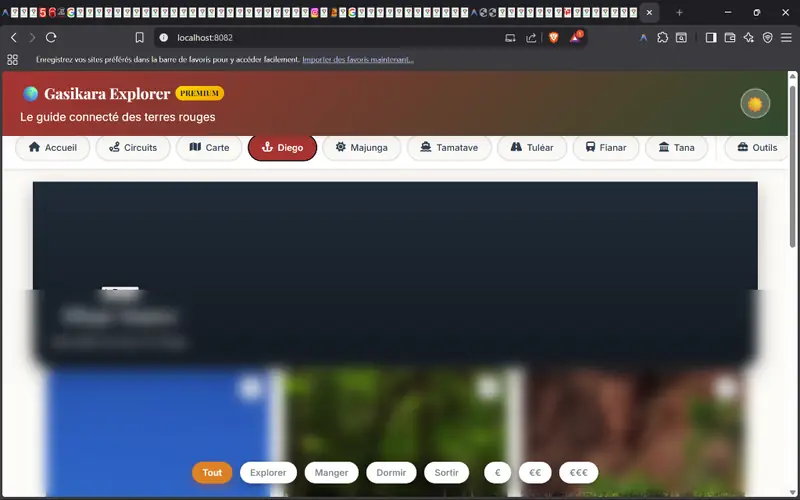 localhost:8082
Enregistrez vos sites préférés dans la barre de favoris pour y accéder facilement. Importer des favoris maintenant...
Gasikara Explorer PREMIUM
Le guide connecté des terres rouges
Accueil Circuits Carte Diego Majunga Tamatave Tuléar Fianar Tana Outils
Tout Explorer Manger Dormir Sortir € €€ €€€